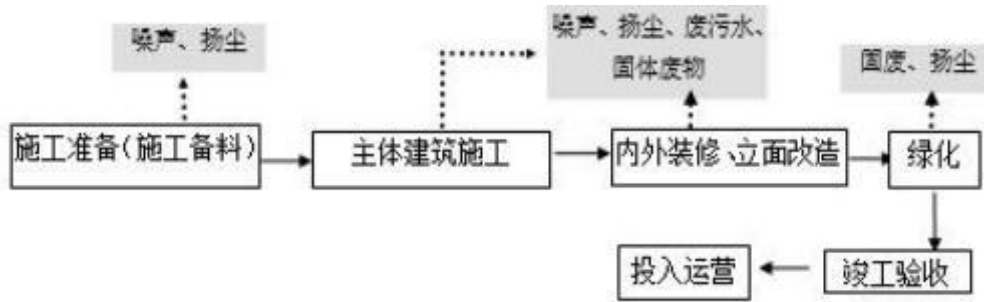 噪声、扬尘
噪声、扬尘、废污水、
固体废物
固废、扬尘
施工准备(施工备料)
主体建筑施工
内外装修、立面改造
绿化
投入运营
竣工验收